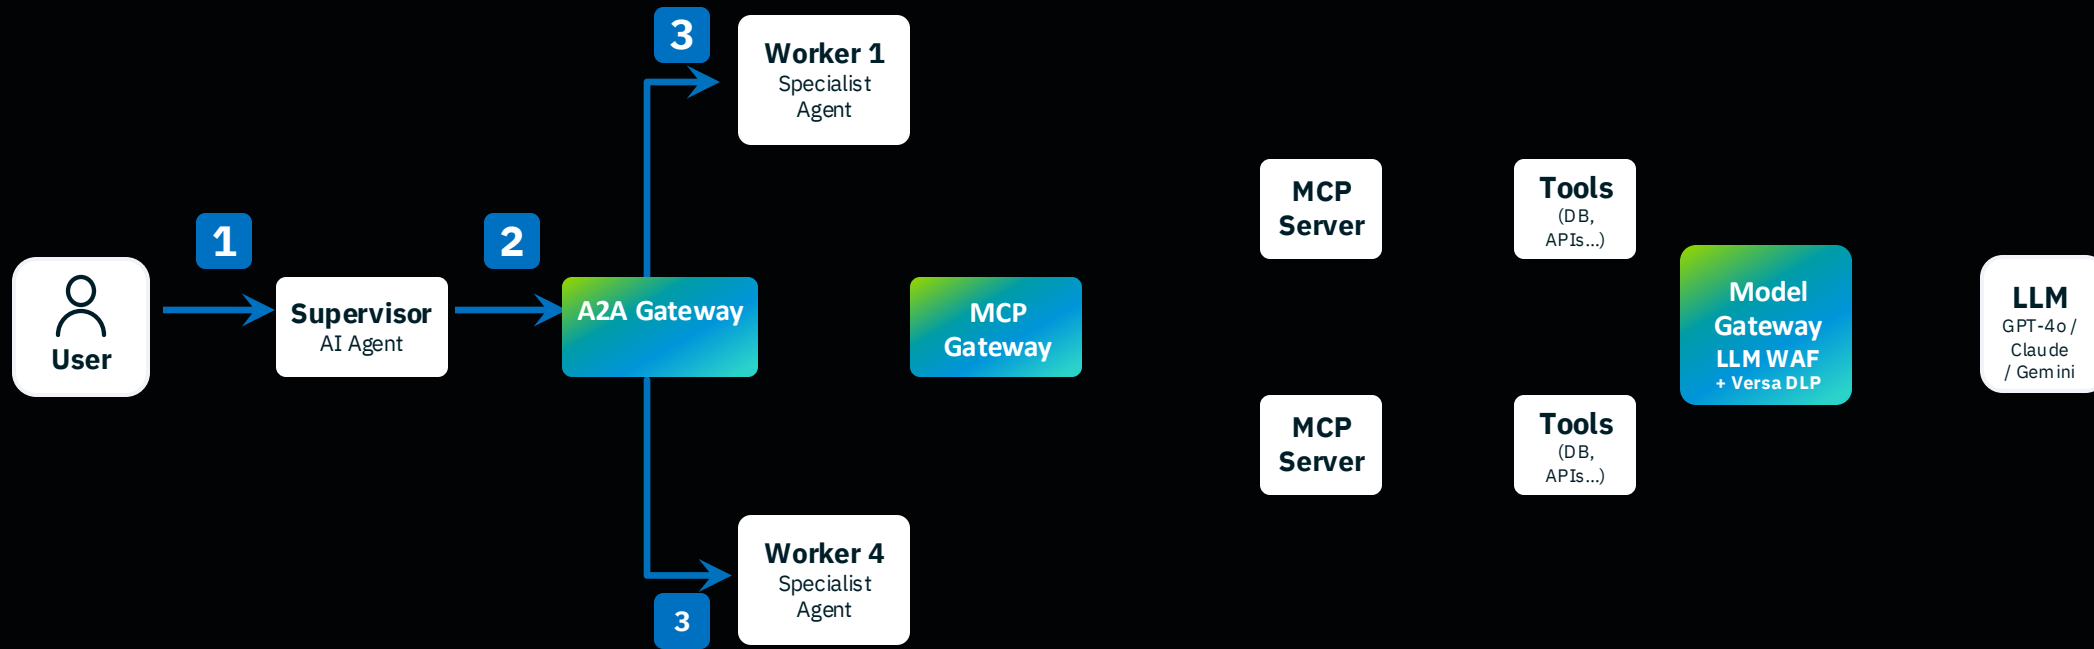 1
User
Supervisor
AI Agent
2
A2A Gateway
3
Worker 1
Specialist
Agent
3
Worker 4
Specialist
Agent
MCP
Gateway
MCP
Server
MCP
Server
Tools
(DB,
APIs...)
Tools
(DB,
APIs...)
Model
Gateway
LLM WAF
+ Versa DLP
LLM
GPT-4o /
Claude
/ Gemini